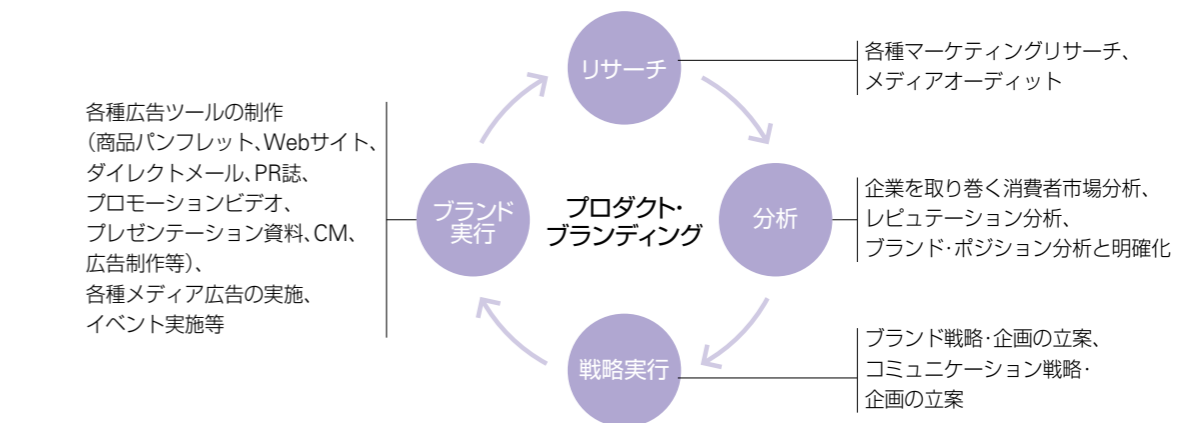 リサーチ
各種マーケティングリサーチ、
メディアオーディット
各種広告ツールの制作
（商品パンフレット、Webサイト、
ダイレクトメール、PR誌、
プロモーションビデオ、
プレゼンテーション資料、CM、
広告制作等）、
各種メディア広告の実施、
イベント実施等
ブランド
実行
プロダクト・
ブランディング
分析
企業を取り巻く消費者市場分析、
レピュテーション分析、
ブランド・ポジション分析と明確化
戦略実行
ブランド戦略・企画の立案、
コミュニケーション戦略・
企画の立案